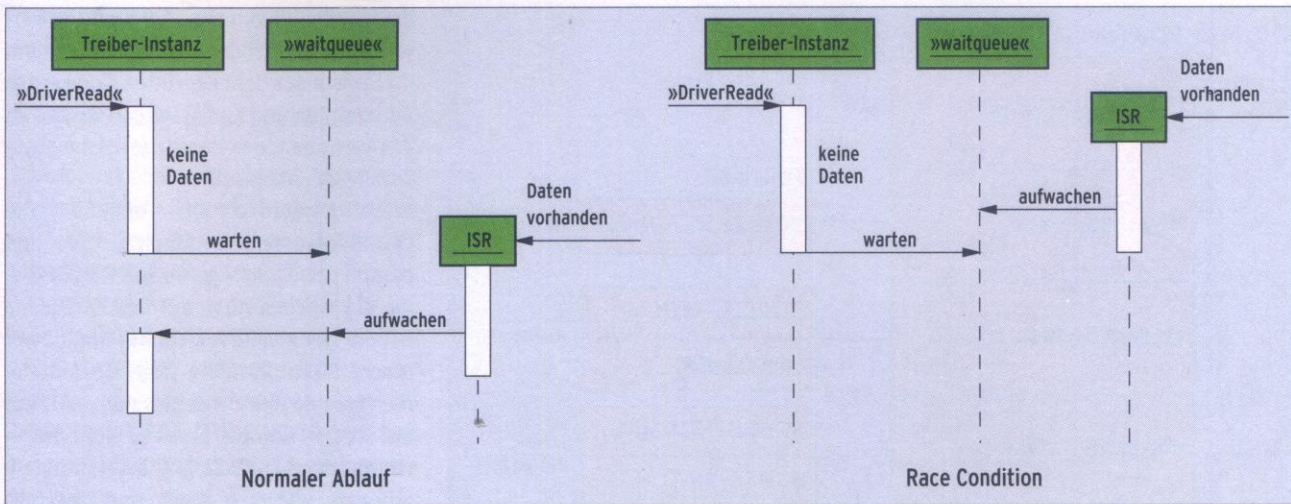 Treiber-Instanz
»waitqueue«
»DriverRead«
keine
Daten
Daten
vorhanden
ISR
warten
aufwachen
Normaler Ablauf
Treiber-Instanz
»waitqueue«
»DriverRead«
Daten
vorhanden
ISR
keine
Daten
aufwachen
warten
Race Condition